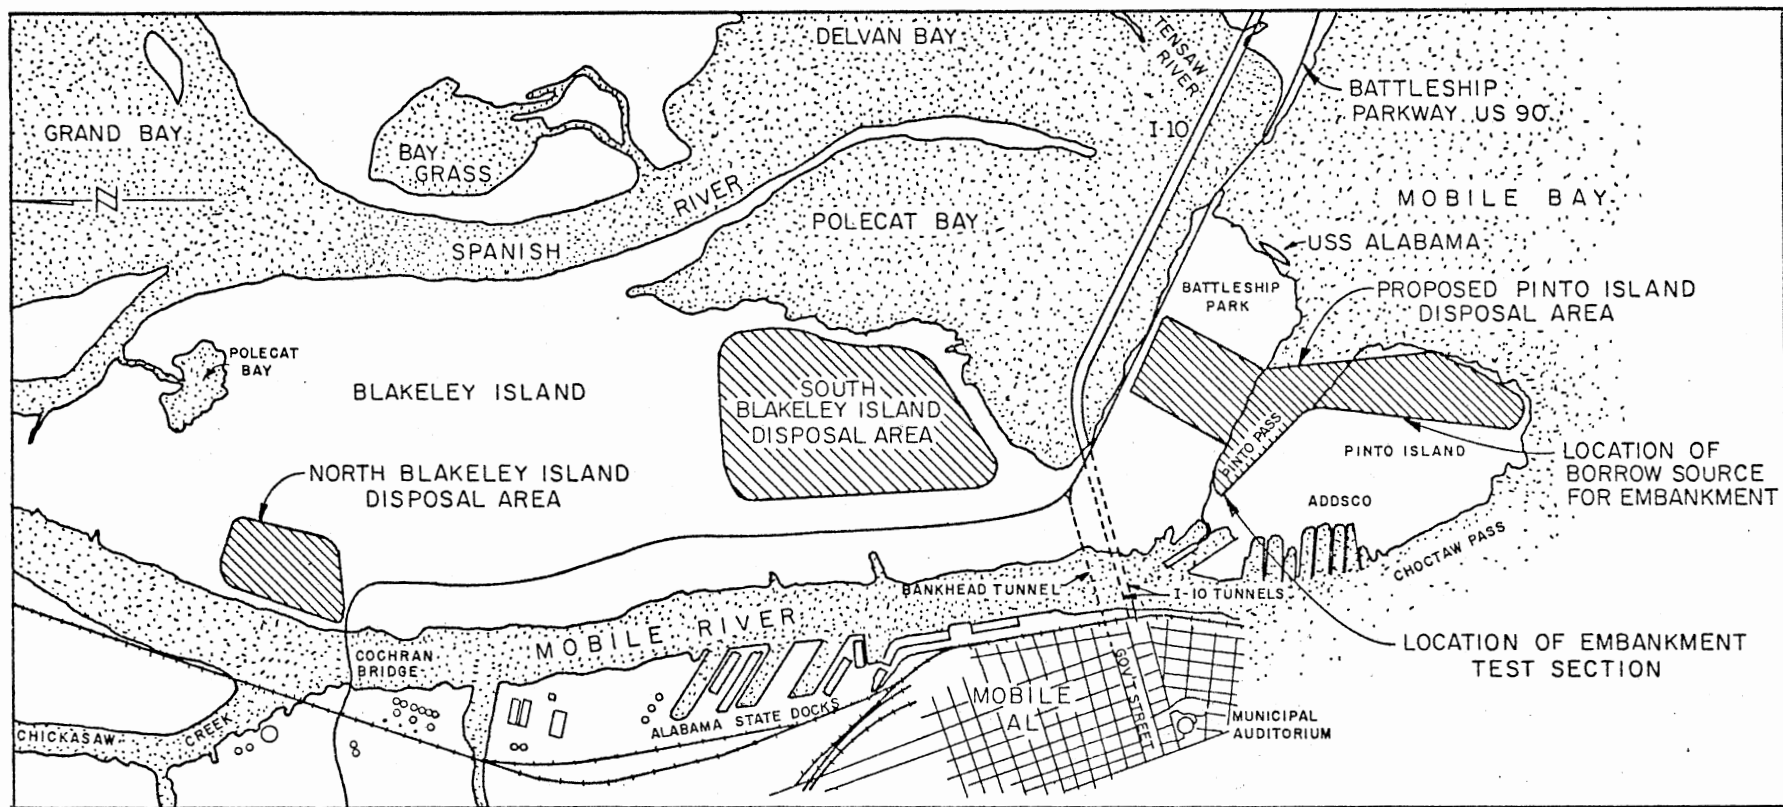 DELVAN BAY
TENSAW
RIVER
BATTLESHIP
PARKWAY US 90
I-10
GRAND BAY
BAY
GRASS
N
RIVER
SPANISH
POLECAT BAY
MOBILE BAY
USS ALABAMA
BATTLESHIP
PARK
PROPOSED PINTO ISLAND
DISPOSAL AREA
POLECAT
BAY
BLAKELEY ISLAND
SOUTH
BLAKELEY ISLAND
DISPOSAL AREA
PINTO PASS
PINTO ISLAND
LOCATION OF
BORROW SOURCE
FOR EMBANKMENT
NORTH BLAKELEY ISLAND
DISPOSAL AREA
ADDSCO
CHOCTAW PASS
BANKHEAD TUNNEL
I-10 TUNNELS
MOBILE RIVER
COCHRAN
BRIDGE
LOCATION OF EMBANKMENT
TEST SECTION
GOV'T STREET
MOBILE
AL
ALABAMA STATE DOCKS
MUNICIPAL
AUDITORIUM
CHICKASAW
CREEK